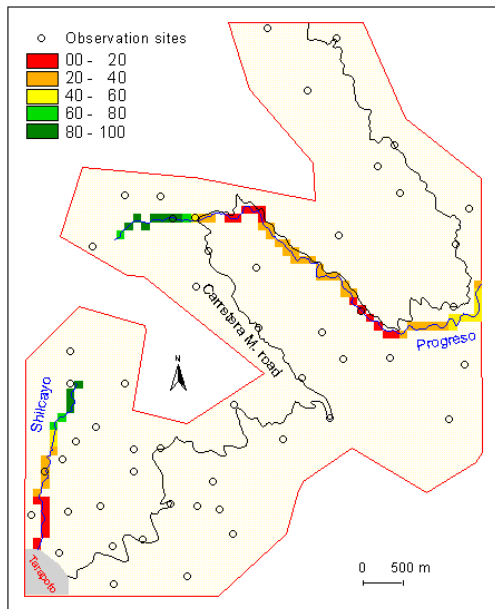 Observation sites
00 - 20
20 - 40
40 - 60
60 - 80
80 - 100
Carretera M. road
Progreso
N
Shilcayo
Tarapoto
0 500 m